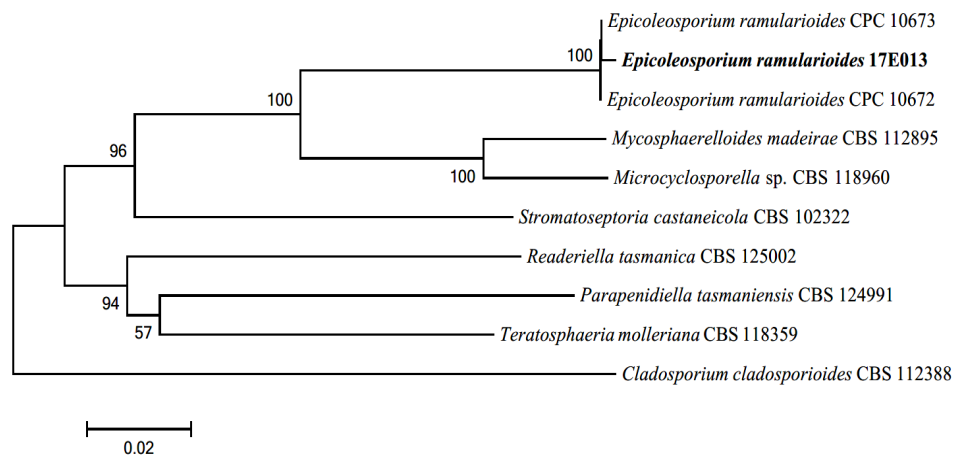 Epicoleosporium ramularioides CPC 10673
100
Epicoleosporium ramularioides 17E013
100
Epicoleosporium ramularioides CPC 10672
Mycosphaerelloides madeirae CBS 112895
96
100
Microcyclosporella sp. CBS 118960
Stromatoseptoria castaneicola CBS 102322
Readeriella tasmanica CBS 125002
94
Parapenidiella tasmaniensis CBS 124991
57
Teratosphaeria molleriana CBS 118359
Cladosporium cladosporioides CBS 112388
0.02